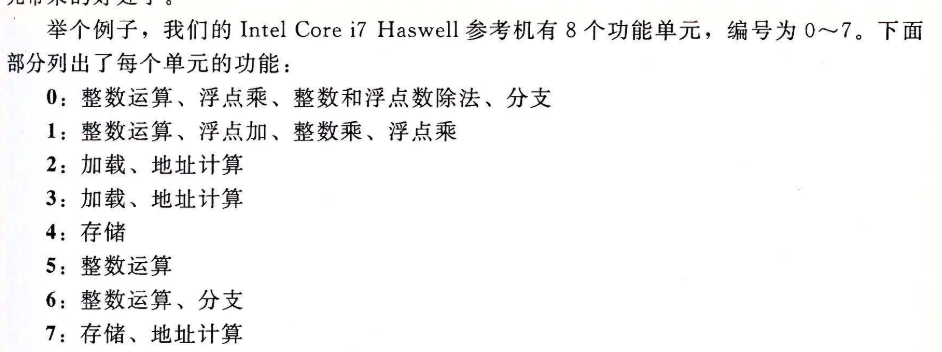 举个例子，我们的 Intel Core i7 Haswell 参考机有 8 个功能单元，编号为 0～7。下面
部分列出了每个单元的功能：
0：整数运算、浮点乘、整数和浮点数除法、分支
1：整数运算、浮点加、整数乘、浮点乘
2：加载、地址计算
3：加载、地址计算
4：存储
5：整数运算
6：整数运算、分支
7：存储、地址计算